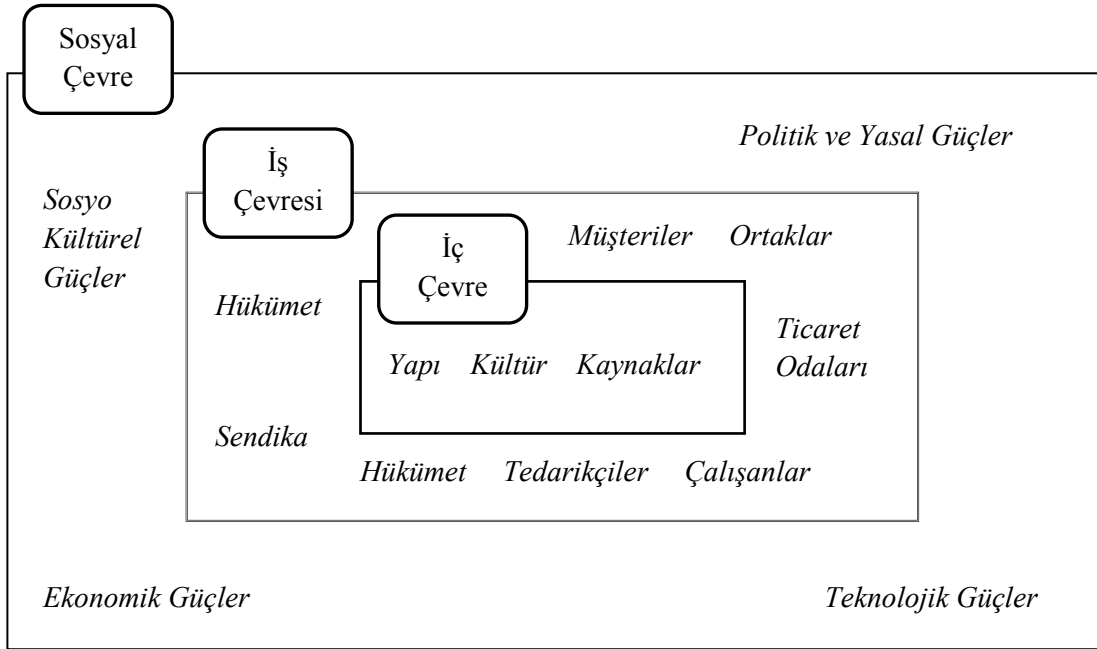 Sosyal
Çevre
Politik ve Yasal Güçler
İş
Çevresi
Sosyo
Kültürel
Güçler
İç
Çevre
Müşteriler Ortaklar
Hükümet
Ticaret
Odaları
Yapı Kültür Kaynaklar
Sendika
Hükümet Tedarikçiler Çalışanlar
Ekonomik Güçler
Teknolojik Güçler